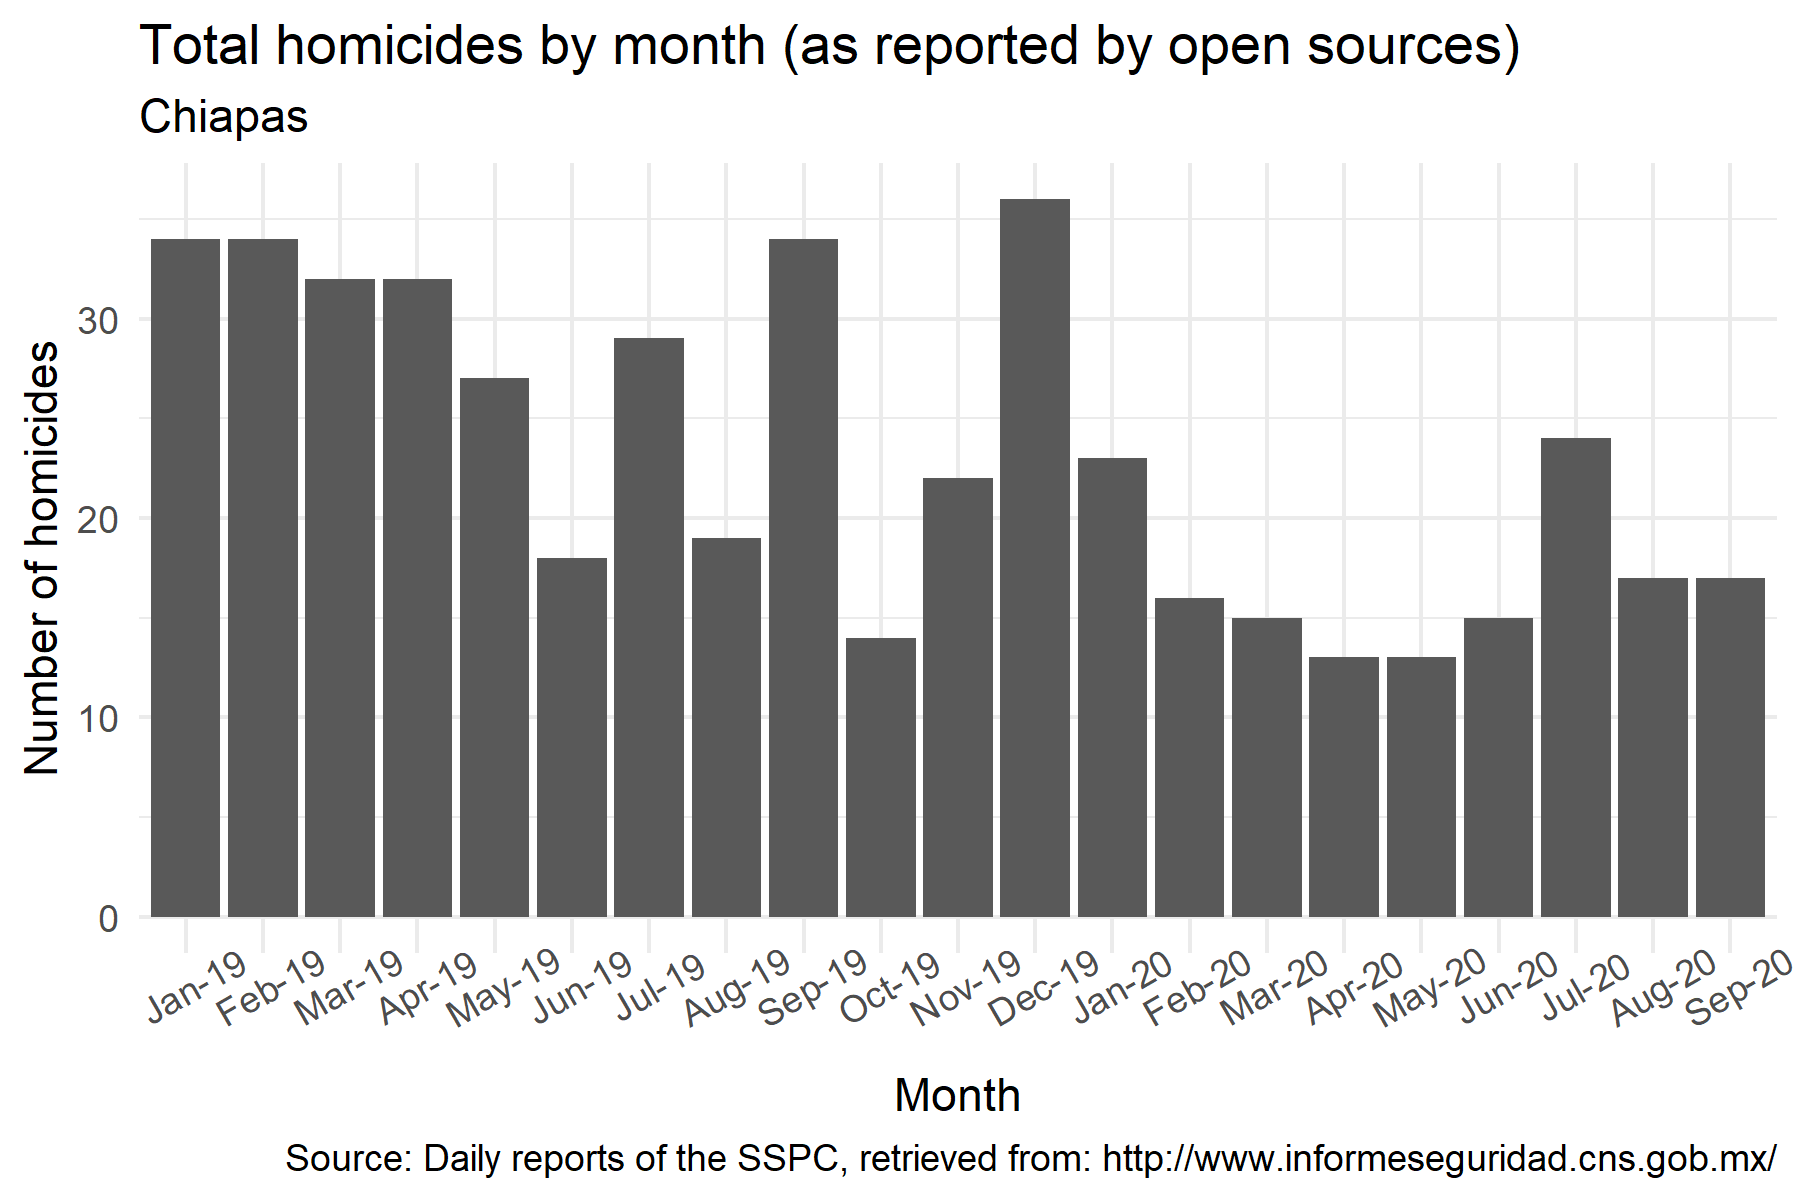 Total homicides by month (as reported by open sources)
Chiapas
Number of homicides
30
20
10
0
Jan-19
Feb-19
Mar-19
Apr-19
May-19
Jun-19
Jul-19
Aug-19
Sep-19
Oct-19
Nov-19
Dec-19
Jan-20
Feb-20
Mar-20
Apr-20
May-20
Jun-20
Jul-20
Aug-20
Sep-20
Month
Source: Daily reports of the SSPC, retrieved from: http://www.informeseguridad.cns.gob.mx/